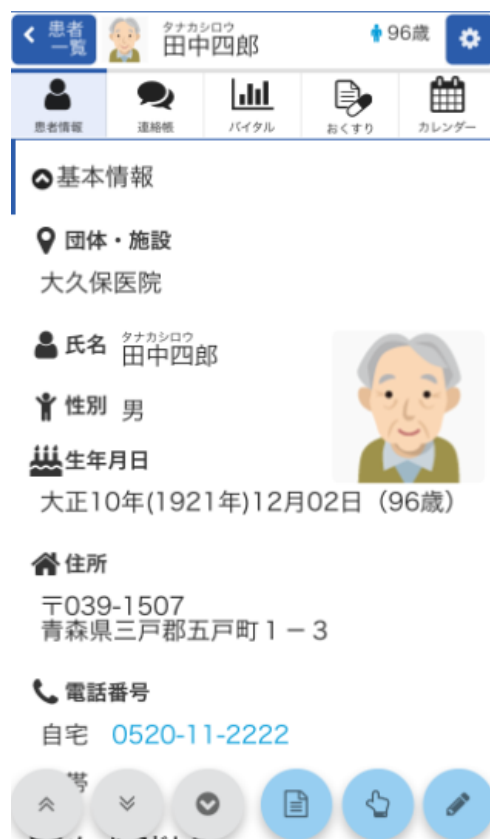 患者
一覧
タナカシロウ
田中四郎
96歳
患者情報
連絡帳
バイタル
おくすり
カレンダー
基本情報
団体・施設
大久保医院
氏名
タナカシロウ
田中四郎
性別 男
生年月日
大正10年(1921年)12月02日（96歳）
住所
〒039-1507
青森県三戸郡五戸町１－３
電話番号
自宅 0520-11-2222
帯